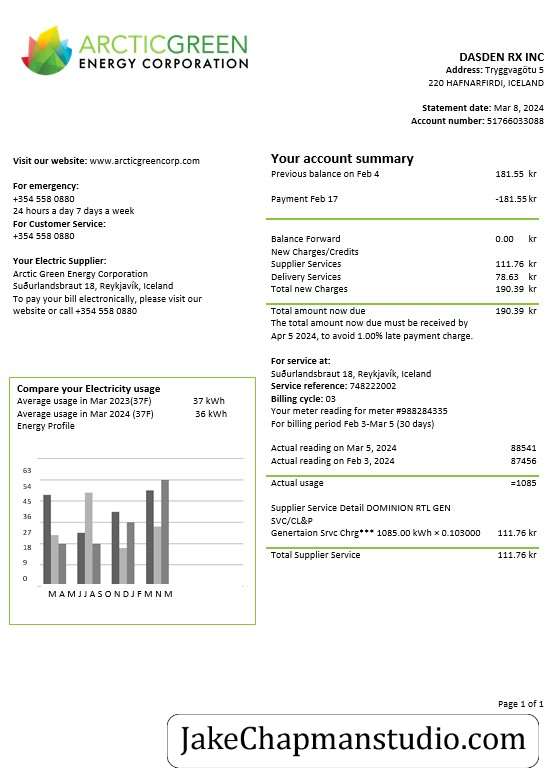 ARCTICGREEN
ENERGY CORPORATION
DASDEN RX INC
Address: Tryggvagötu 5
220 HAFNARFIRDI, ICELAND
Statement date: Mar 8, 2024
Account number: 51766033088
Visit our website: www.arcticgreencorp.com
For emergency:
+354 558 0880
24 hours a day 7 days a week
For Customer Service:
+354 558 0880
Your Electric Supplier:
Arctic Green Energy Corporation
Suðurlandsbraut 18, Reykjavík, Iceland
To pay your bill electronically, please visit our
website or call +354 558 0880
Your account summary
Previous balance on Feb 4 181.55 kr
Payment Feb 17 -181.55 kr
Balance Forward 0.00 kr
New Charges/Credits
Supplier Services 111.76 kr
Delivery Services 78.63 kr
Total new Charges 190.39 kr
Total amount now due 190.39 kr
The total amount now due must be received by
Apr 5 2024, to avoid 1.00% late payment charge.
For service at:
Suðurlandsbraut 18, Reykjavík, Iceland
Service reference: 748222002
Billing cycle: 03
Your meter reading for meter #988284335
For billing period Feb 3-Mar 5 (30 days)
Actual reading on Mar 5, 2024 88541
Actual reading on Feb 3, 2024 87456
Actual usage =1085
Supplier Service Detail DOMINION RTL GEN
SVC/CL&P
Genertaion Srvc Chrg*** 1085.00 kWh × 0.103000 111.76 kr
Total Supplier Service 111.76 kr
Compare your Electricity usage
Average usage in Mar 2023(37F) 37 kWh
Average usage in Mar 2024 (37F) 36 kWh
Energy Profile
63
54
45
36
27
18
9
0
M A M J J A S O N D J F M N M
Page 1 of 1
JakeChapmanstudio.com